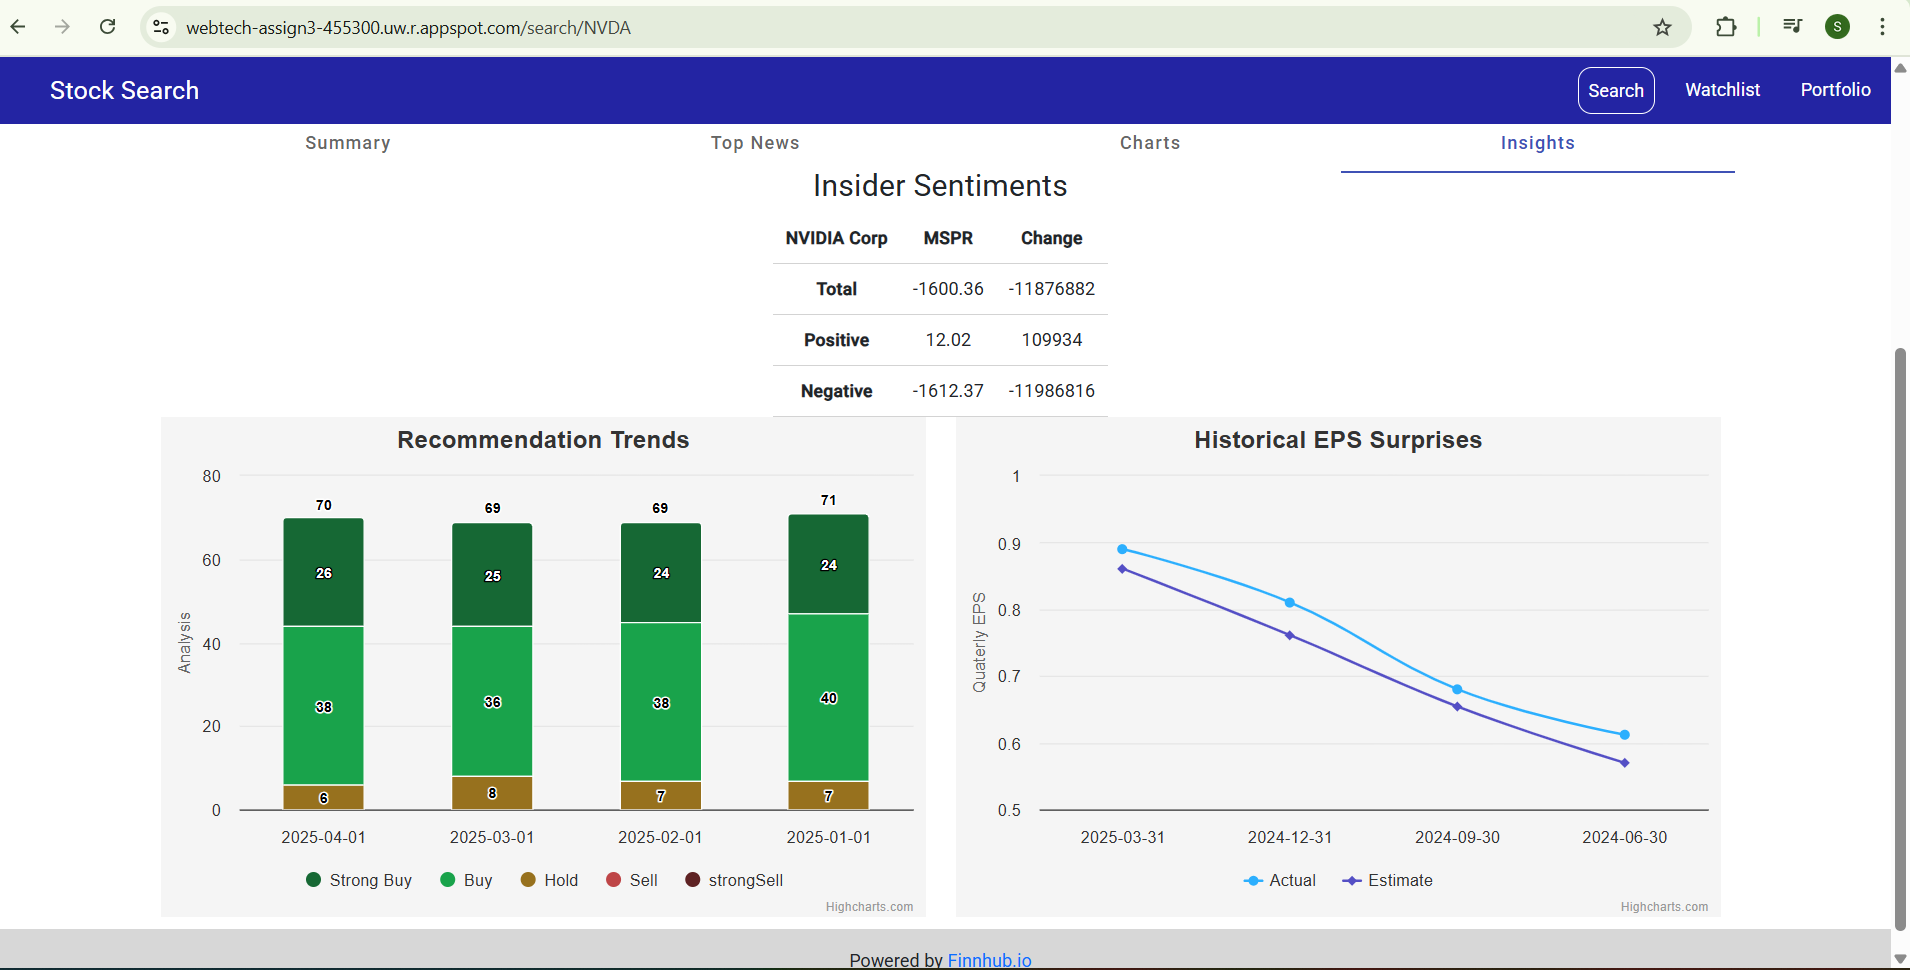 webtech-assign3-455300.uw.r.appspot.com/search/NVDA
S
Stock Search
Search Watchlist Portfolio
Summary Top News Charts Insights
Insider Sentiments
NVIDIA Corp MSPR Change
Total -1600.36 -11876882
Positive 12.02 109934
Negative -1612.37 -11986816
Recommendation Trends
80
60
40
20
0
Analysis
70 69 69 71
26 25 24 24
38 36 38 40
6 8 7 7
2025-04-01 2025-03-01 2025-02-01 2025-01-01
Strong Buy Buy Hold Sell strongSell
Highcharts.com
Historical EPS Surprises
1
0.9
0.8
0.7
0.6
0.5
Quaterly EPS
2025-03-31 2024-12-31 2024-09-30 2024-06-30
Actual Estimate
Highcharts.com
Powered by Finnhub.io